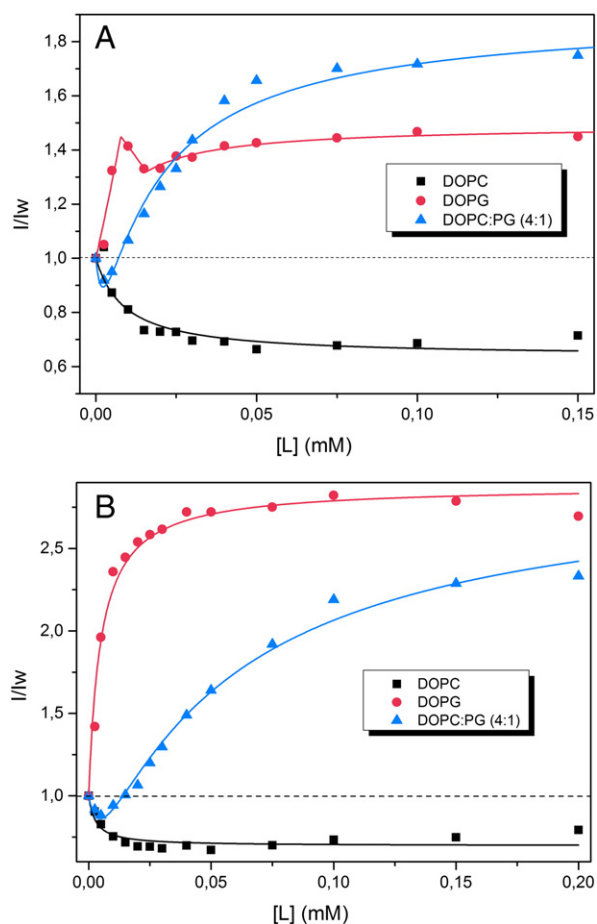 A
I/Iw
1,8
1,6
1,4
1,2
1,0
0,8
0,6
DOPC
DOPG
DOPC:PG (4:1)
0,00
0,05
0,10
0,15
[L] (mM)
B
I/Iw
2,5
2,0
1,5
1,0
DOPC
DOPG
DOPC:PG (4:1)
0,00
0,05
0,10
0,15
0,20
[L] (mM)